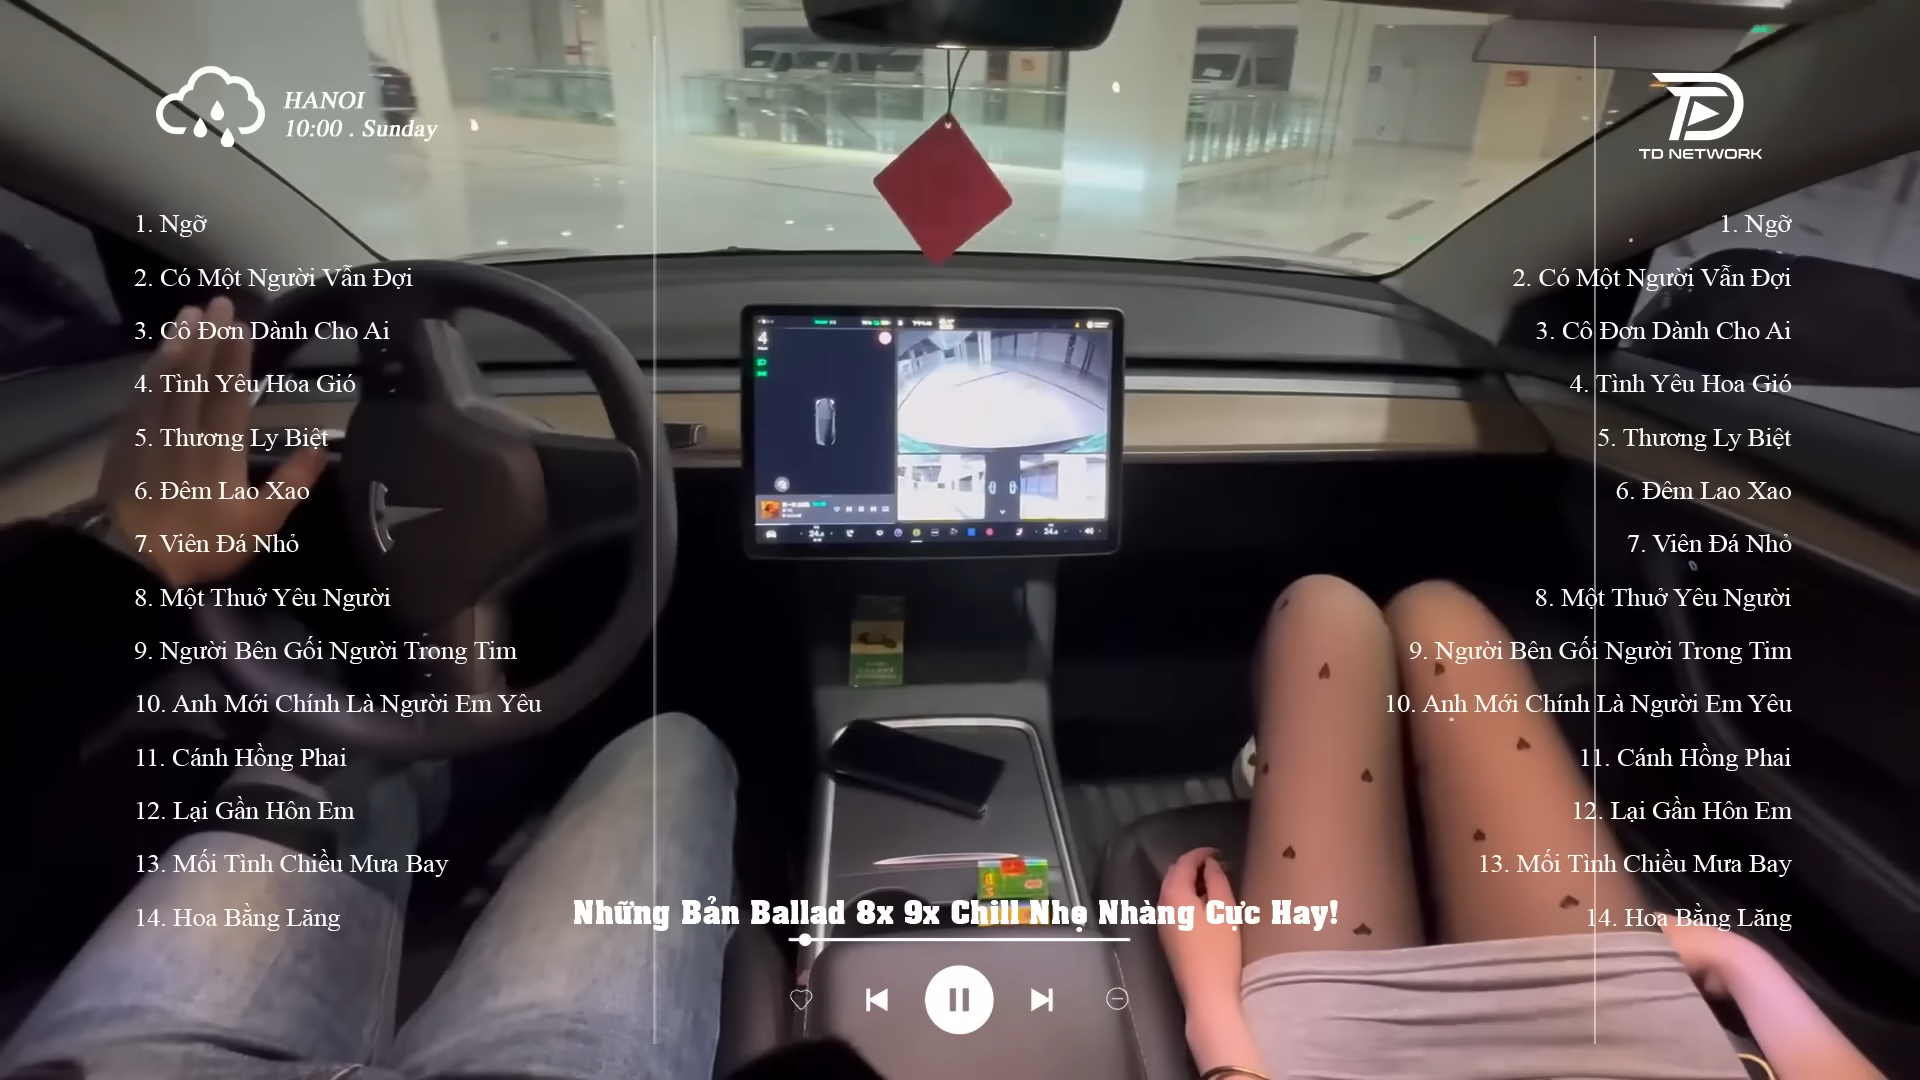 HANOI
10:00 . Sunday
TD NETWORK
1. Ngỡ
2. Có Một Người Vẫn Đợi
3. Cô Đơn Dành Cho Ai
4. Tình Yêu Hoa Gió
5. Thương Ly Biệt
6. Đêm Lao Xao
7. Viên Đá Nhỏ
8. Một Thuở Yêu Người
9. Người Bên Gối Người Trong Tim
10. Anh Mới Chính Là Người Em Yêu
11. Cánh Hồng Phai
12. Lại Gần Hôn Em
13. Mối Tình Chiều Mưa Bay
14. Hoa Bằng Lăng
1. Ngỡ
2. Có Một Người Vẫn Đợi
3. Cô Đơn Dành Cho Ai
4. Tình Yêu Hoa Gió
5. Thương Ly Biệt
6. Đêm Lao Xao
7. Viên Đá Nhỏ
8. Một Thuở Yêu Người
9. Người Bên Gối Người Trong Tim
10. Anh Mới Chính Là Người Em Yêu
11. Cánh Hồng Phai
12. Lại Gần Hôn Em
13. Mối Tình Chiều Mưa Bay
14. Hoa Bằng Lăng
4
Những Bản Ballad 8x 9x Chill Nhẹ Nhàng Cực Hay!